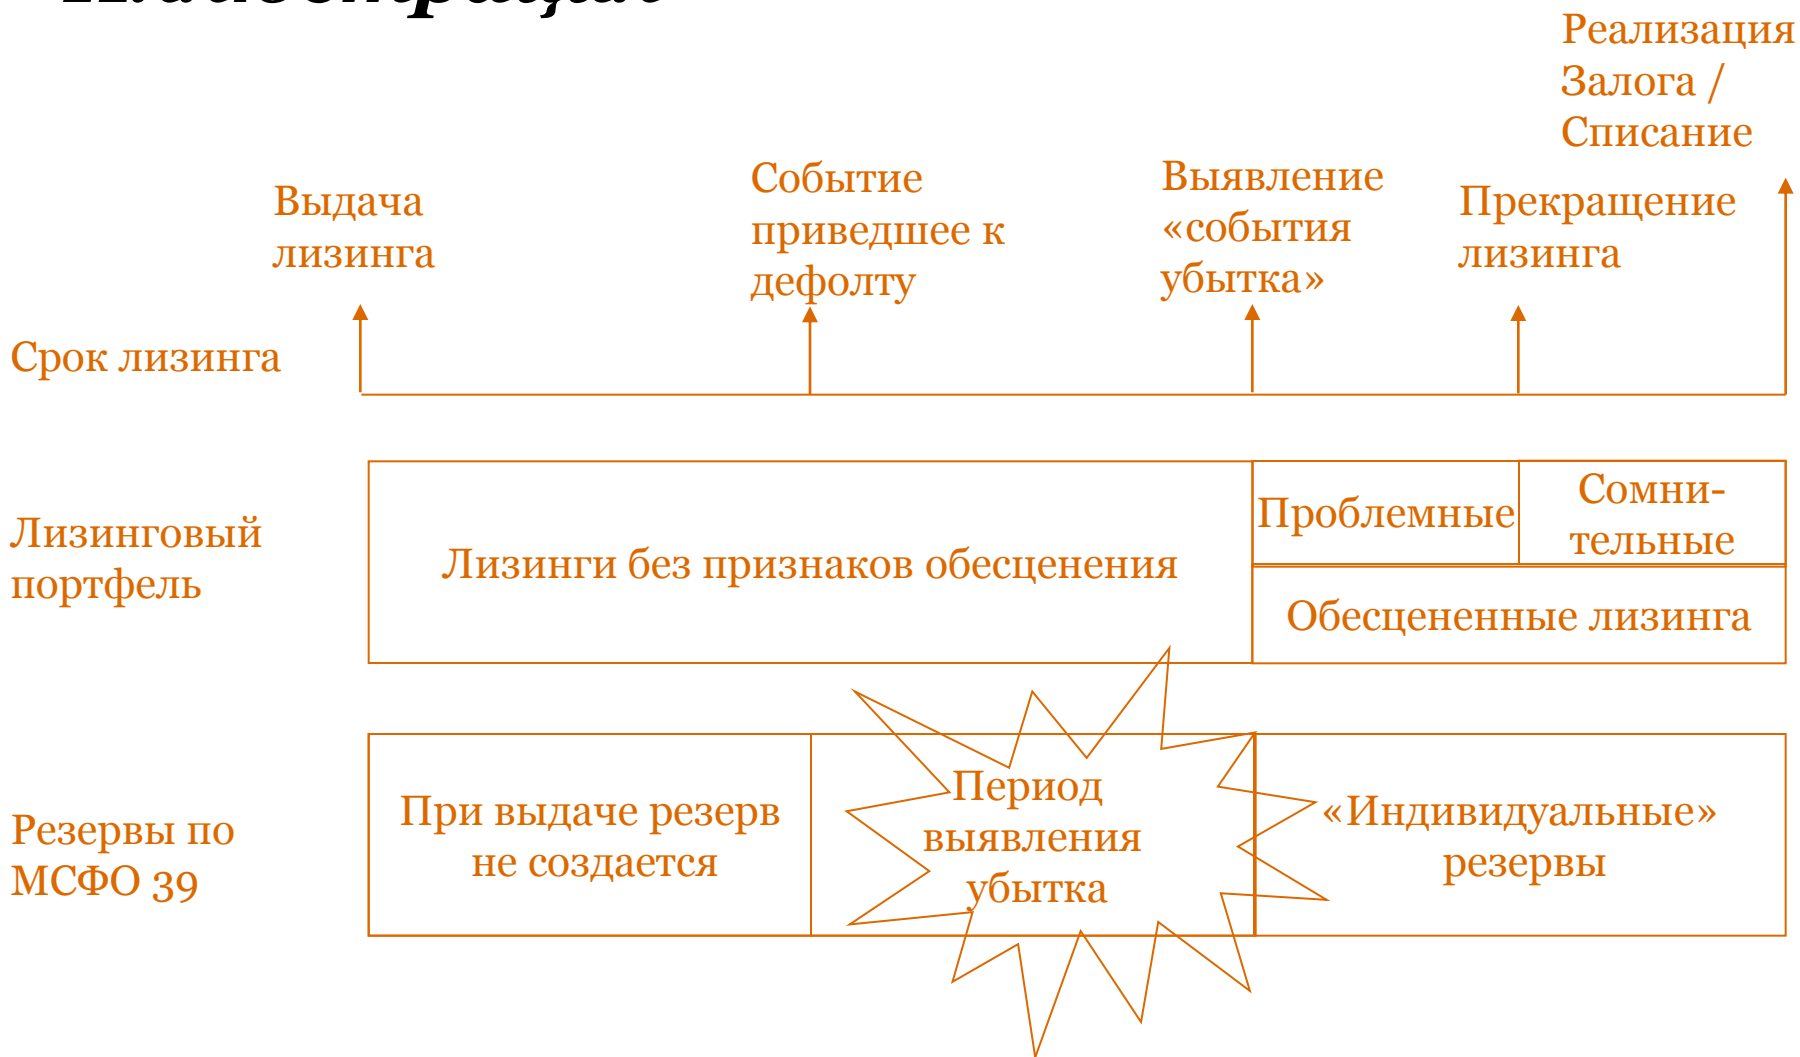 Реализация
Залога /
Списание
Выдача
лизинга
Событие
приведшее к
дефолту
Выявление
«события
убытка»
Прекращение
лизинга
Срок лизинга
Лизинговый
портфель
Лизинги без признаков обесценения
Проблемные
Сомни-
тельные
Обесцененные лизинга
Резервы по
МСФО 39
При выдаче резерв
не создается
Период
выявления
убытка
«Индивидуальные»
резервы